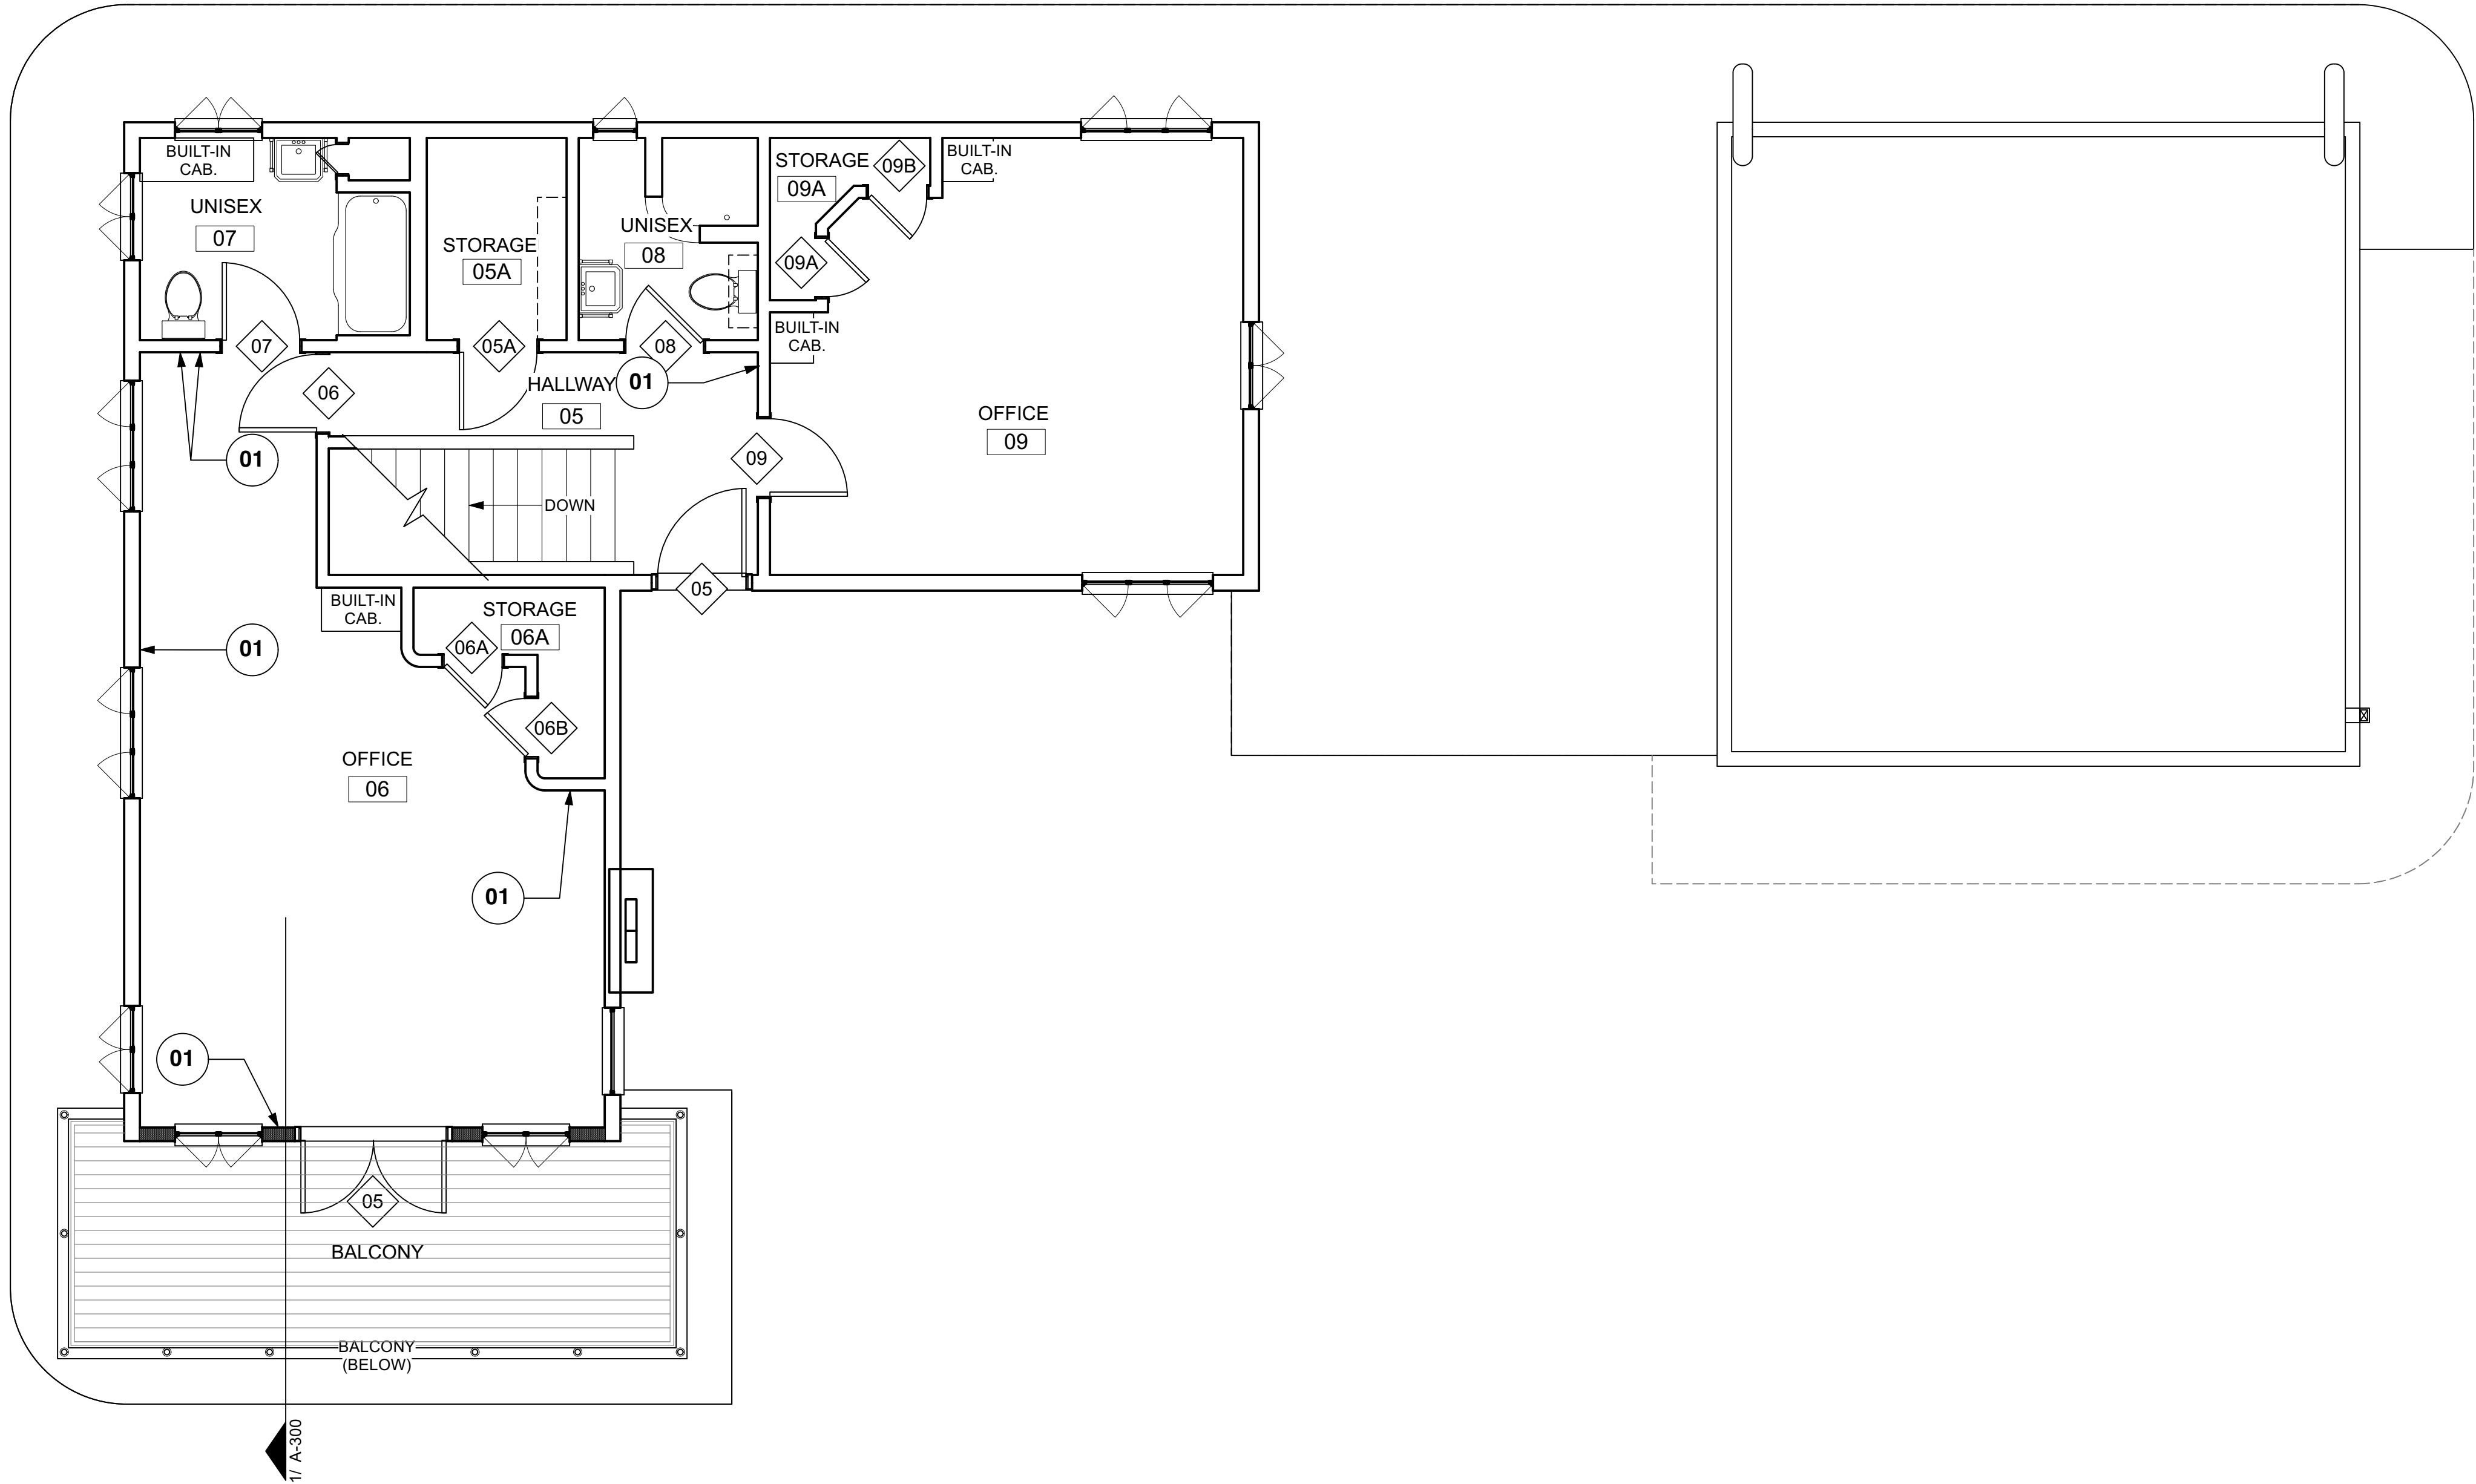 BUILT-IN
CAB.
UNISEX
07
STORAGE
05A
UNISEX
08
STORAGE
09A
09B
BUILT-IN
CAB.
09A
BUILT-IN
CAB.
07
05A
08
06
HALLWAY
05
01
01
09
OFFICE
09
DOWN
05
BUILT-IN
CAB.
STORAGE
06A
06A
01
06B
OFFICE
06
01
01
05
BALCONY
BALCONY
(BELOW)
1/ A-300